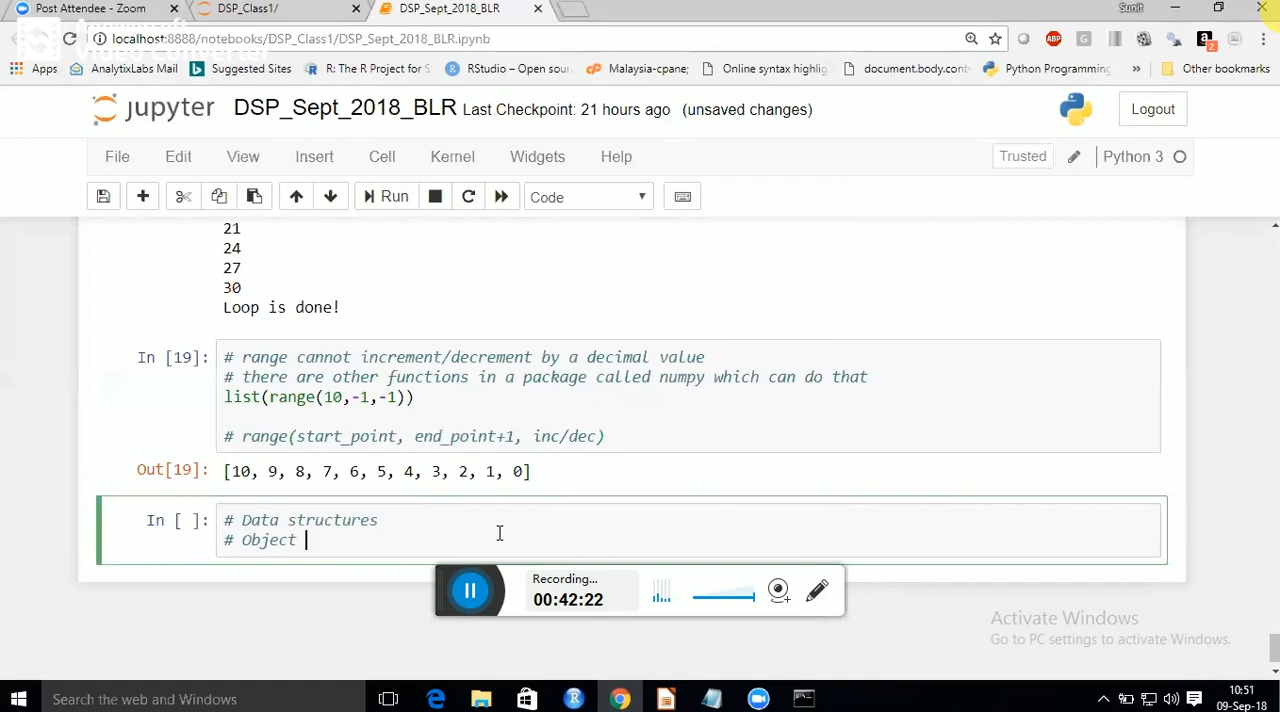 Post Attendee - Zoom
DSP_Class1/
DSP_Sept_2018_BLR
Sunit
localhost:8888/notebooks/DSP_Class1/DSP_Sept_2018_BLR.ipynb
Apps
AnalytixLabs Mail
Suggested Sites
R: The R Project for S
RStudio – Open sour
Malaysia-cpane;
Online syntax highlig
document.body.cont
Python Programming
Other bookmarks
jupyter DSP_Sept_2018_BLR Last Checkpoint: 21 hours ago (unsaved changes)
Logout
File Edit View Insert Cell Kernel Widgets Help
Trusted
Python 3
Run
Code
21
24
27
30
Loop is done!
In [19]: # range cannot increment/decrement by a decimal value
# there are other functions in a package called numpy which can do that
list(range(10,-1,-1))
# range(start_point, end_point+1, inc/dec)
Out[19]: [10, 9, 8, 7, 6, 5, 4, 3, 2, 1, 0]
In [ ]: # Data structures
# Object
Recording...
00:42:22
Activate Windows
Go to PC settings to activate Windows.
Search the web and Windows
10:51
09-Sep-18